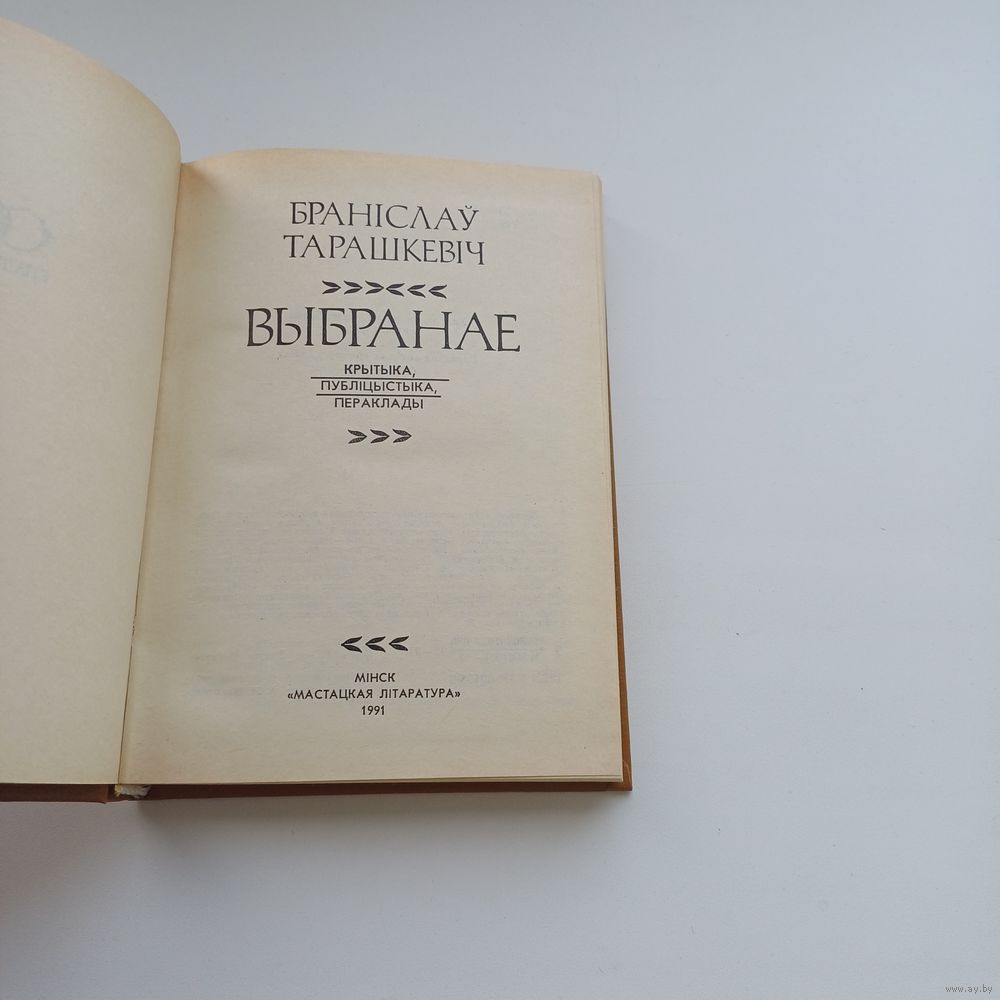 БРАНІСЛАЎ
ТАРАШКЕВІЧ
ВЫБРАНАЕ
КРЫТЫКА,
ПУБЛІЦЫСТЫКА,
ПЕРАКЛАДЫ
МІНСК
«МАСТАЦКАЯ ЛІТАРАТУРА»
1991
www.ay.by